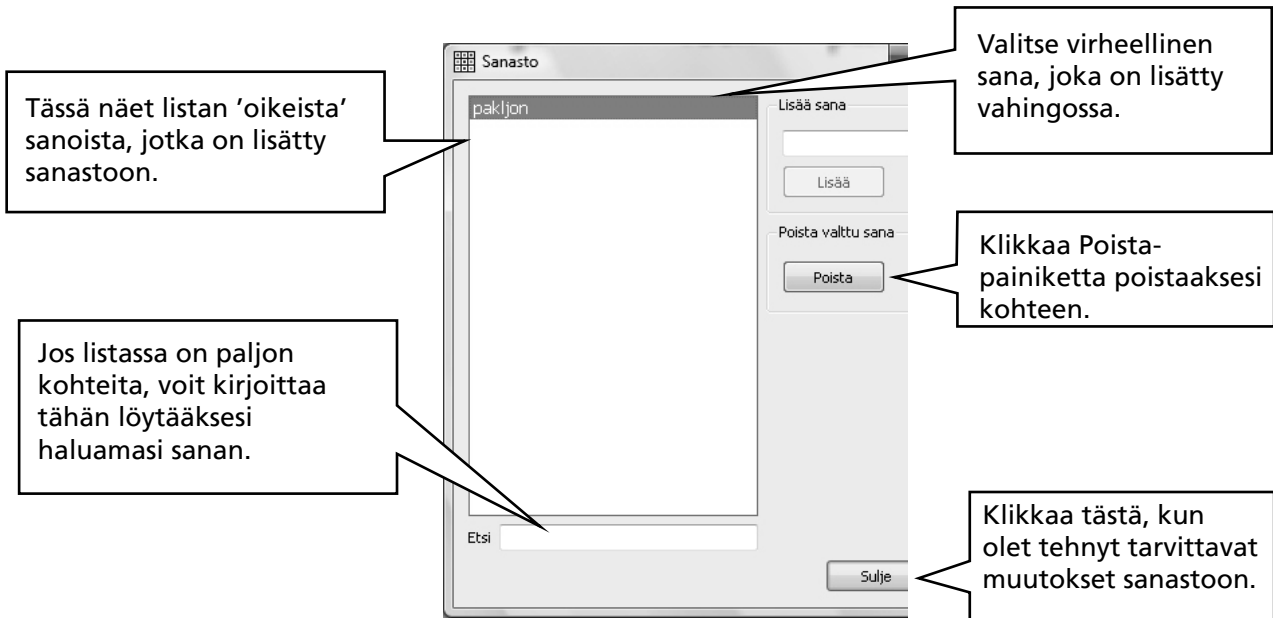 Valitse virheellinen
sana, joka on lisätty
vahingossa.
Sanasto
Tässä näet listan ’oikeista’
sanoista, jotka on lisätty
sanastoon.
pakljon
Lisää sana
Lisää
Poista valttu sana
Poista
Klikkaa Poista-
painiketta poistaaksesi
kohteen.
Jos listassa on paljon
kohteita, voit kirjoittaa
tähän löytääksesi
haluamasi sanan.
Etsi
Sulje
Klikkaa tästä, kun
olet tehnyt tarvittavat
muutokset sanastoon.